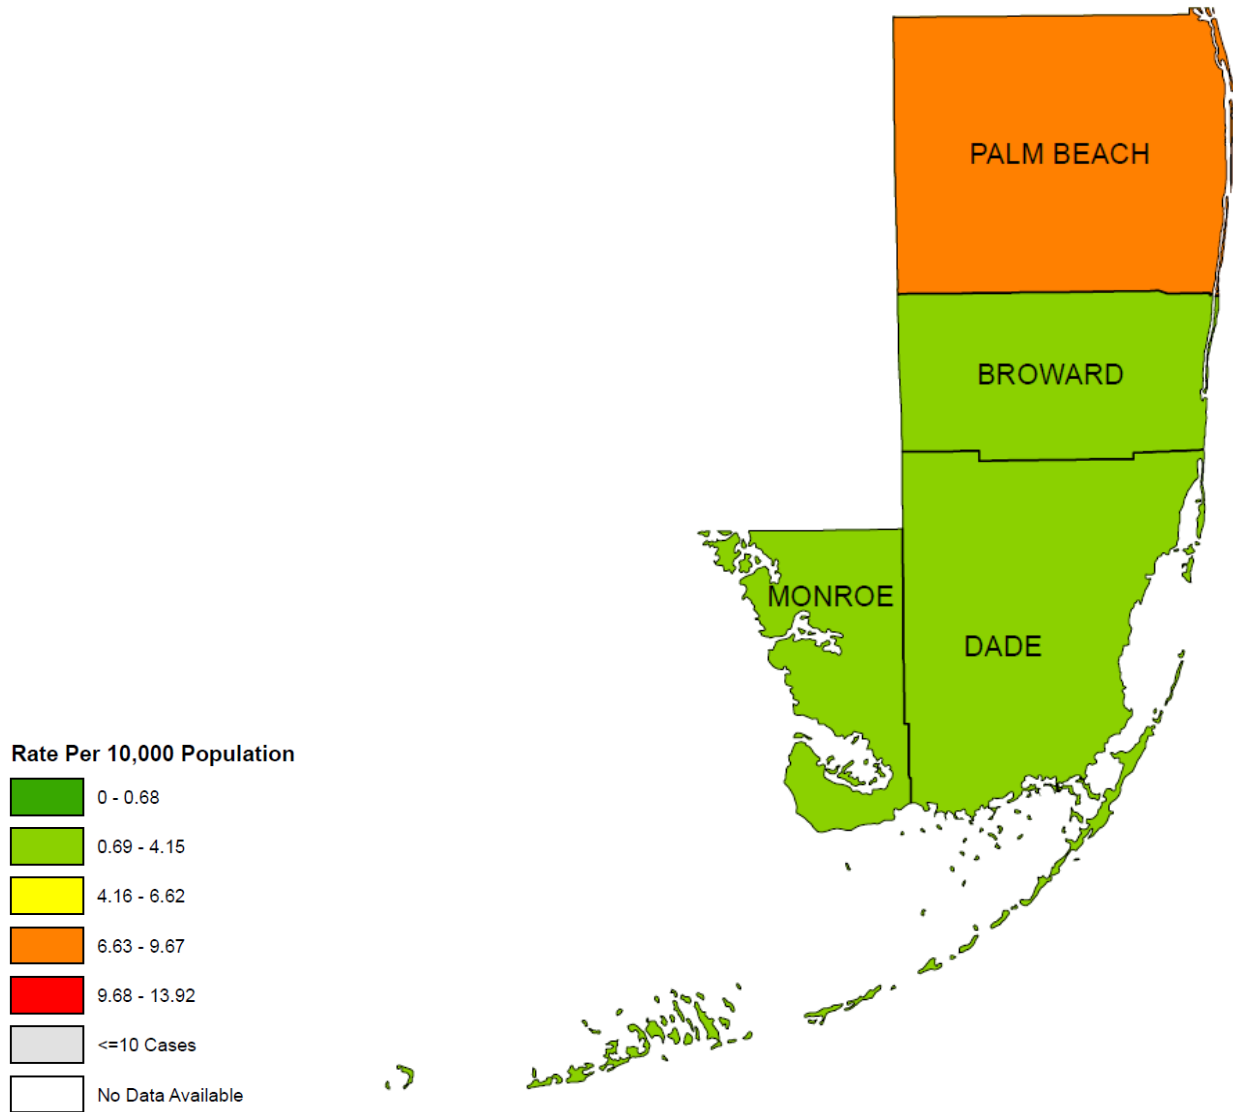 PALM BEACH
BROWARD
MONROE
DADE
Rate Per 10,000 Population
0 - 0.68
0.69 - 4.15
4.16 - 6.62
6.63 - 9.67
9.68 - 13.92
<=10 Cases
No Data Available